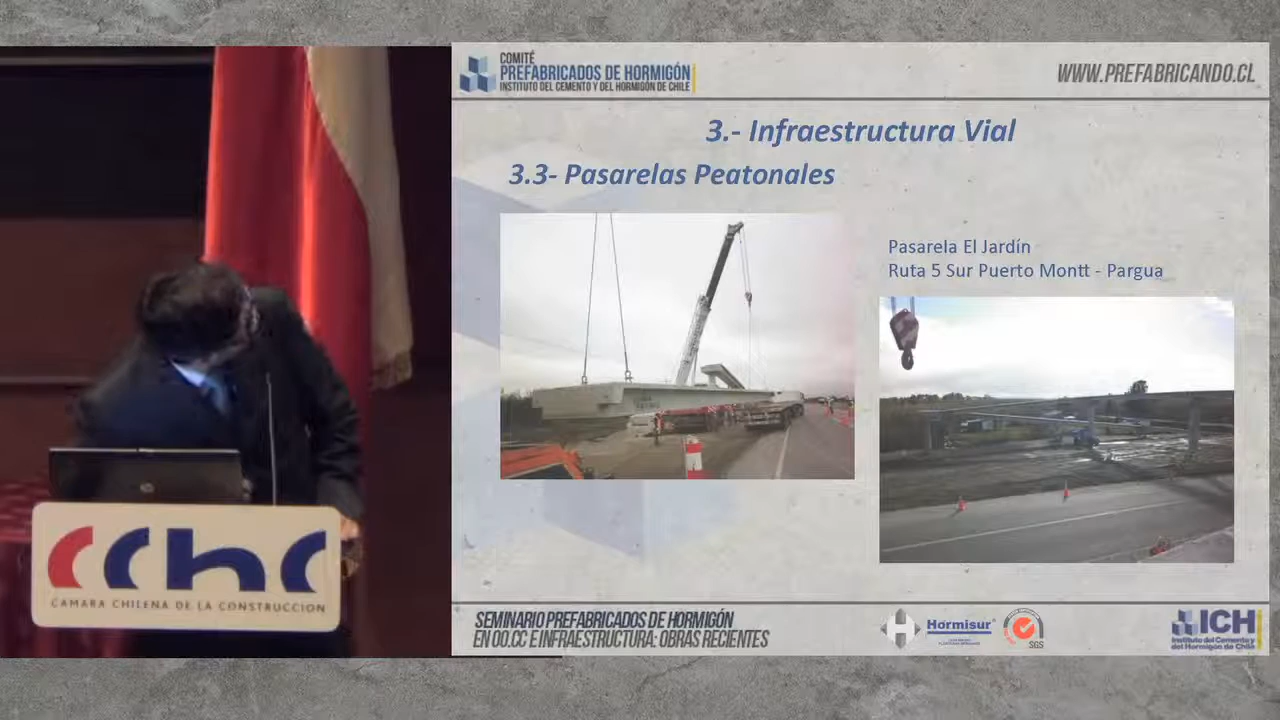 COMITÉ
PREFABRICADOS DE HORMIGÓN
INSTITUTO DEL CEMENTO Y DEL HORMIGÓN DE CHILE
WWW.PREFABRICANDO.CL
3.- Infraestructura Vial
3.3- Pasarelas Peatonales
Pasarela El Jardín
Ruta 5 Sur Puerto Montt - Pargua
CChC
CAMARA CHILENA DE LA CONSTRUCCION
SEMINARIO PREFABRICADOS DE HORMIGÓN
EN OO.CC E INFRAESTRUCTURA: OBRAS RECIENTES
Hormisur
SGS
ICH
Instituto del Cemento y
del Hormigón de Chile